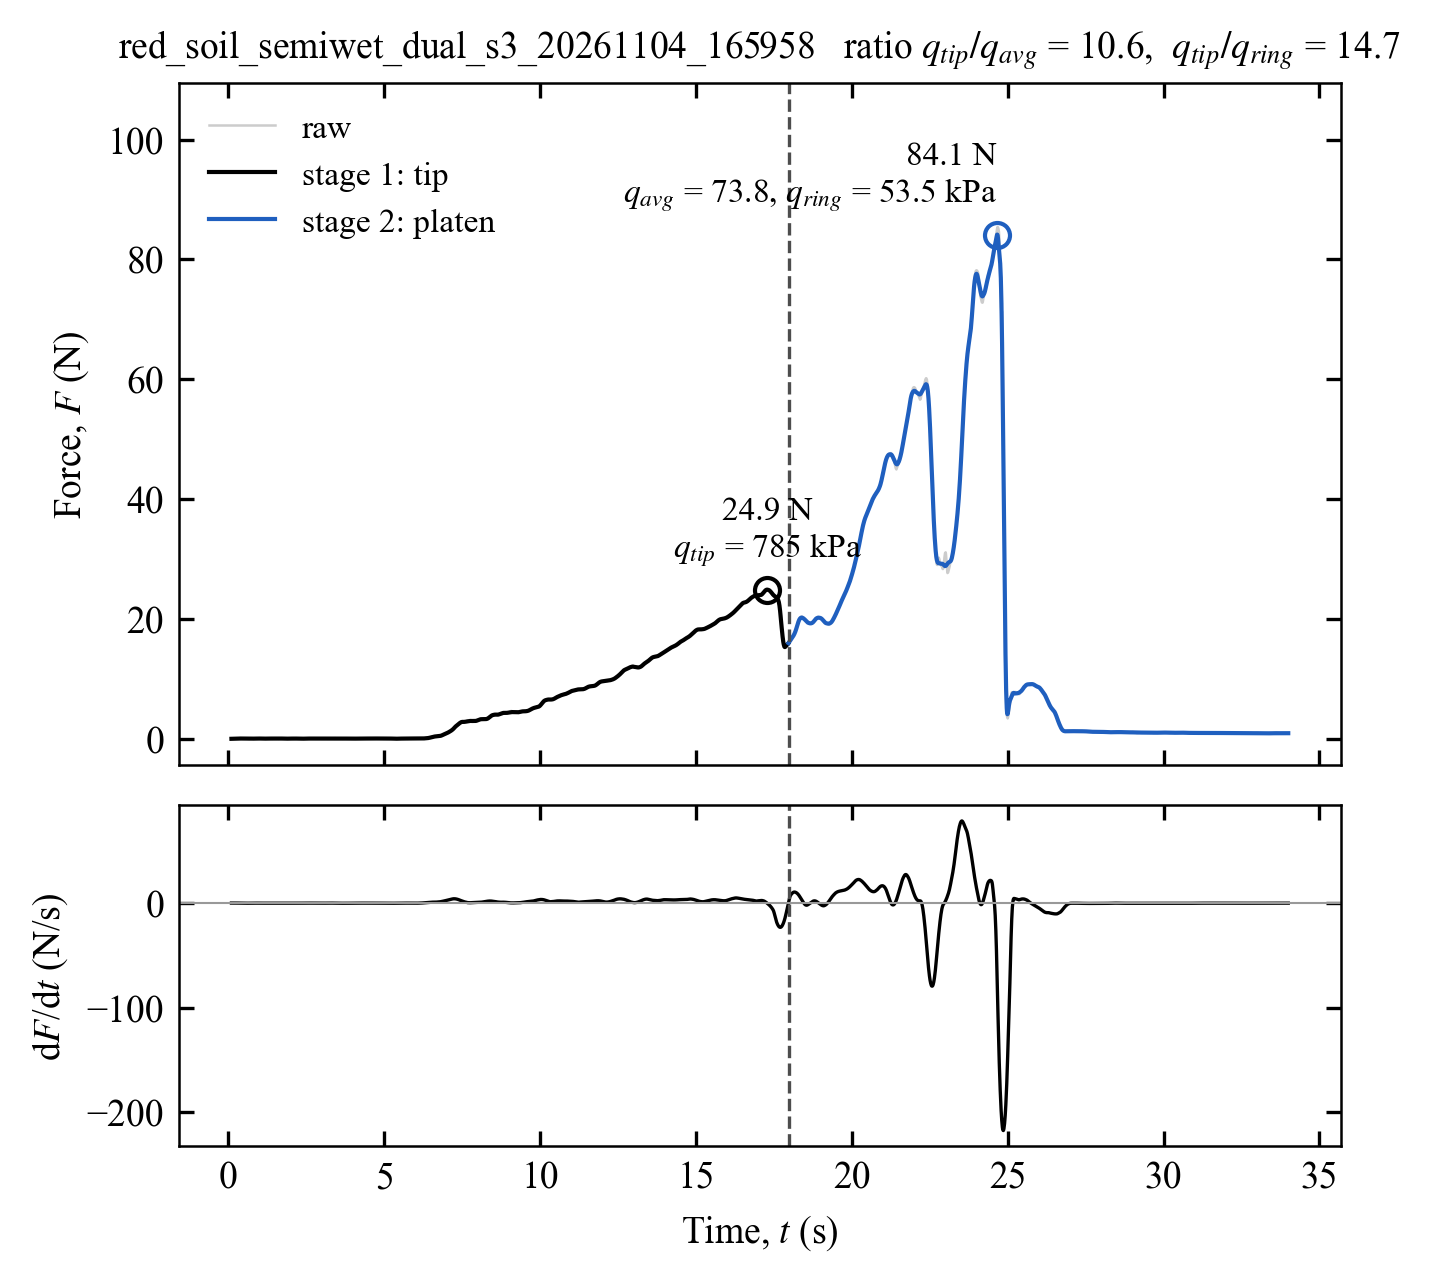 red_soil_semiwet_dual_s3_20261104_165958   ratio q_tip/q_avg = 10.6,  q_tip/q_ring = 14.7
raw
stage 1: tip
stage 2: platen
84.1 N
q_avg = 73.8, q_ring = 53.5 kPa
24.9 N
q_tip = 785 kPa
Force, F (N)
100
80
60
40
20
0
dF/dt (N/s)
0
−100
−200
0 5 10 15 20 25 30 35
Time, t (s)